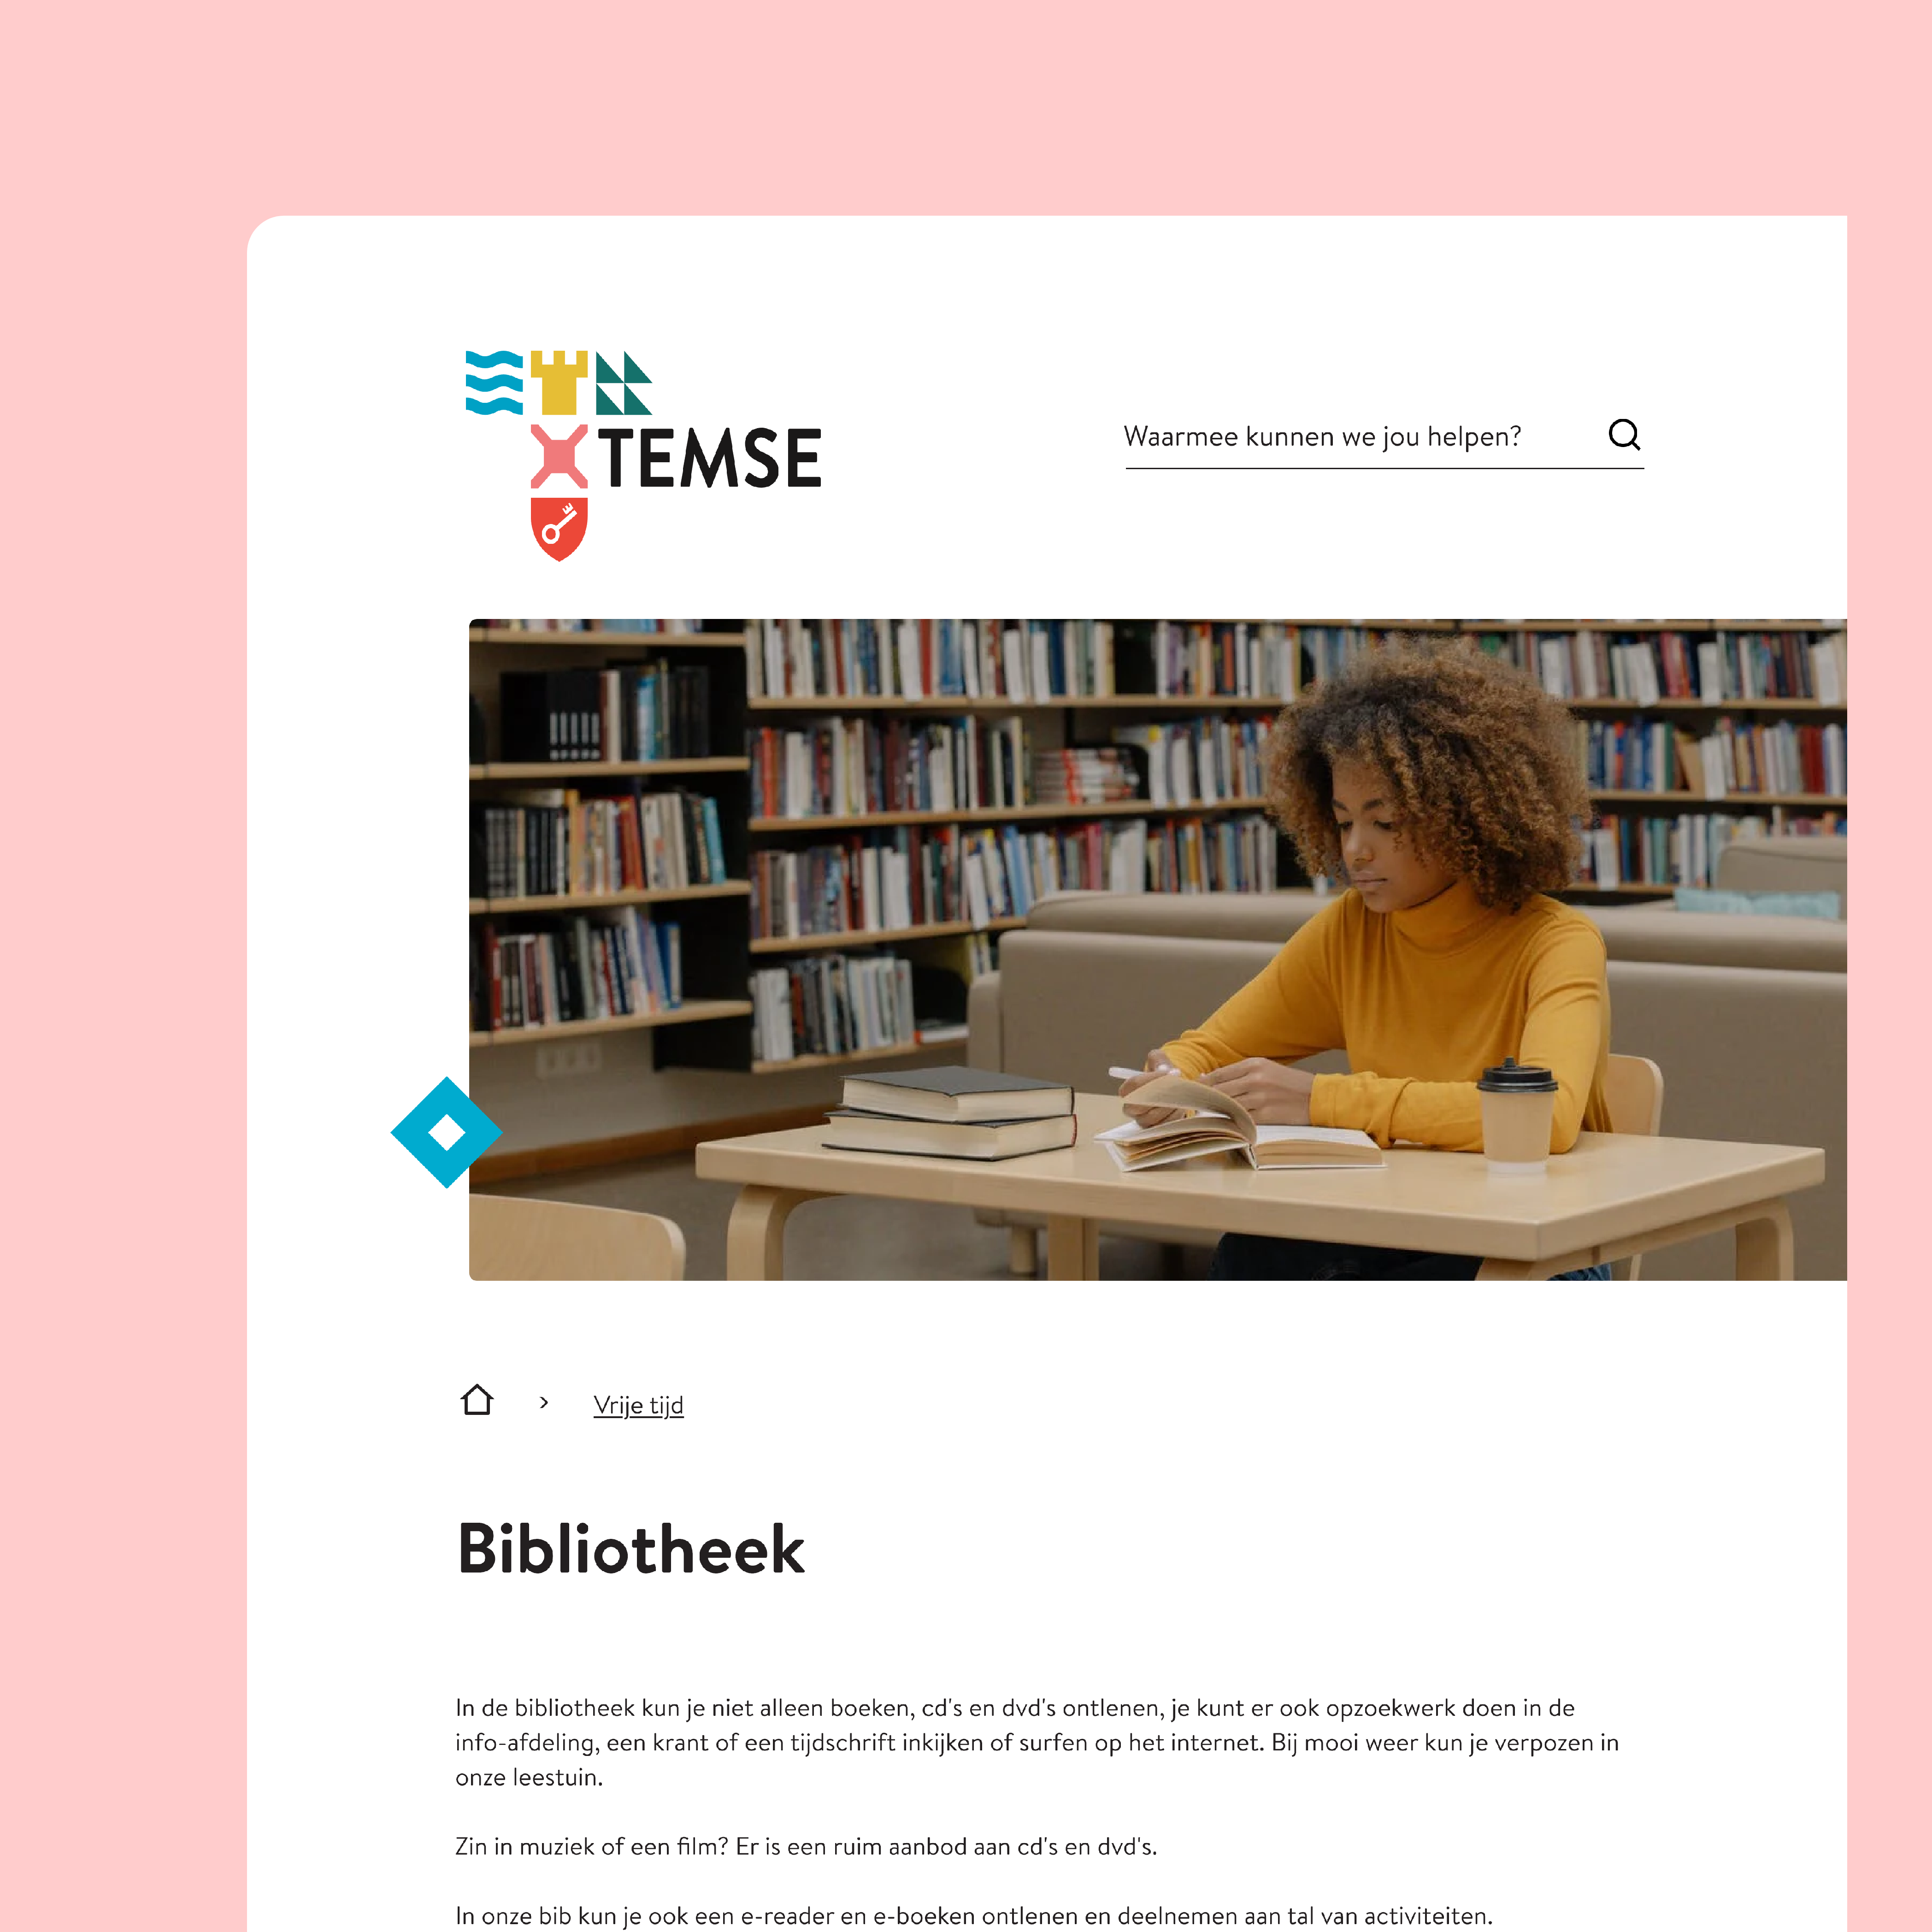 TEMSE
Waarmee kunnen we jou helpen?
> Vrije tijd
Bibliotheek
In de bibliotheek kun je niet alleen boeken, cd's en dvd's ontlenen, je kunt er ook opzoekwerk doen in de
info-afdeling, een krant of een tijdschrift inkijken of surfen op het internet. Bij mooi weer kun je verpozen in
onze leestuin.
Zin in muziek of een film? Er is een ruim aanbod aan cd's en dvd's.
In onze bib kun je ook een e-reader en e-boeken ontlenen en deelnemen aan tal van activiteiten.